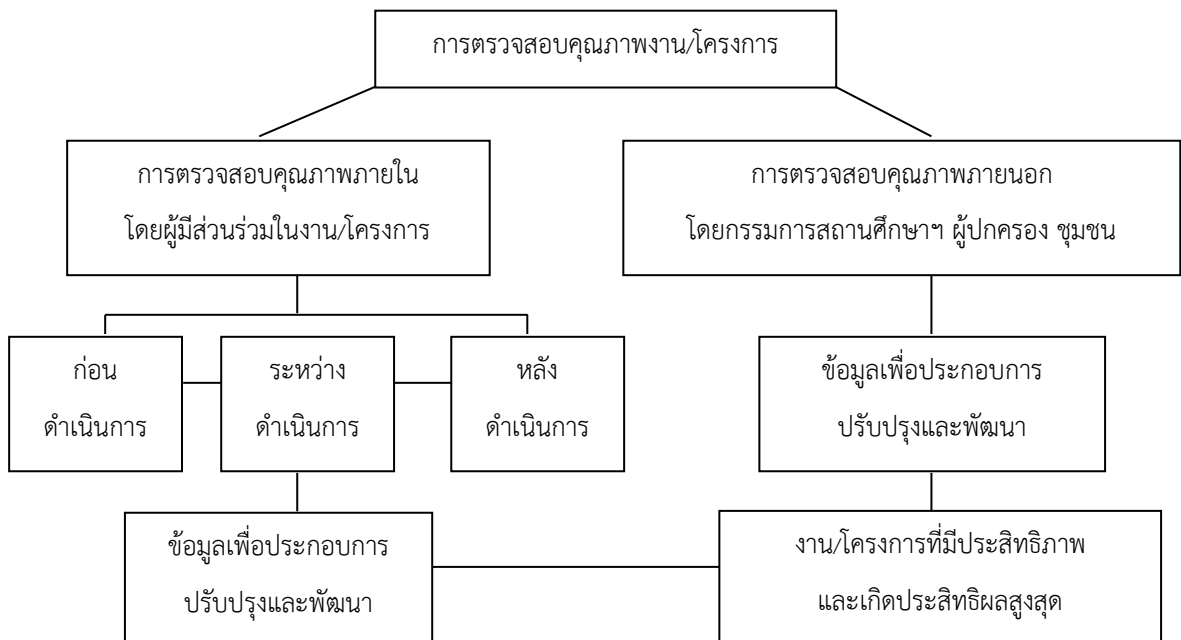 การตรวจสอบคุณภาพงาน/โครงการ
การตรวจสอบคุณภาพภายใน
โดยผู้มีส่วนร่วมในงาน/โครงการ
การตรวจสอบคุณภาพภายนอก
โดยกรรมการสถานศึกษาฯ ผู้ปกครอง ชุมชน
ก่อน
ดำเนินการ
ระหว่าง
ดำเนินการ
หลัง
ดำเนินการ
ข้อมูลเพื่อประกอบการ
ปรับปรุงและพัฒนา
ข้อมูลเพื่อประกอบการ
ปรับปรุงและพัฒนา
งาน/โครงการที่มีประสิทธิภาพ
และเกิดประสิทธิผลสูงสุด